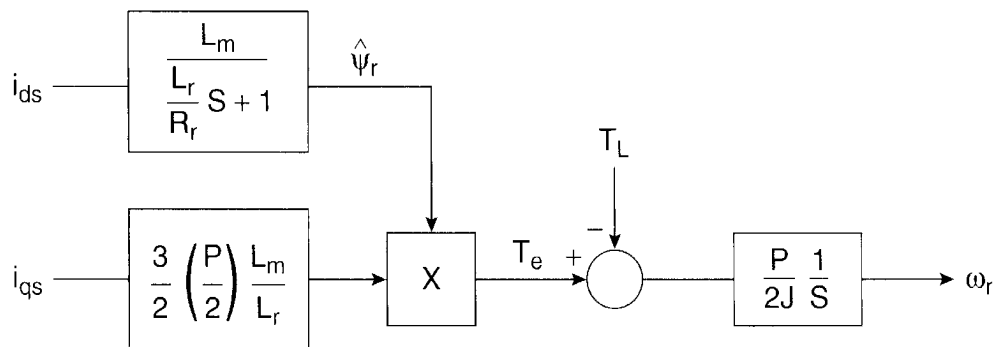 i_ds
L_m
L_r
R_r
S + 1
ψ̂_r
T_L
i_qs
3/2 (P/2) L_m/L_r
X
T_e
+
−
P/2J 1/S
ω_r